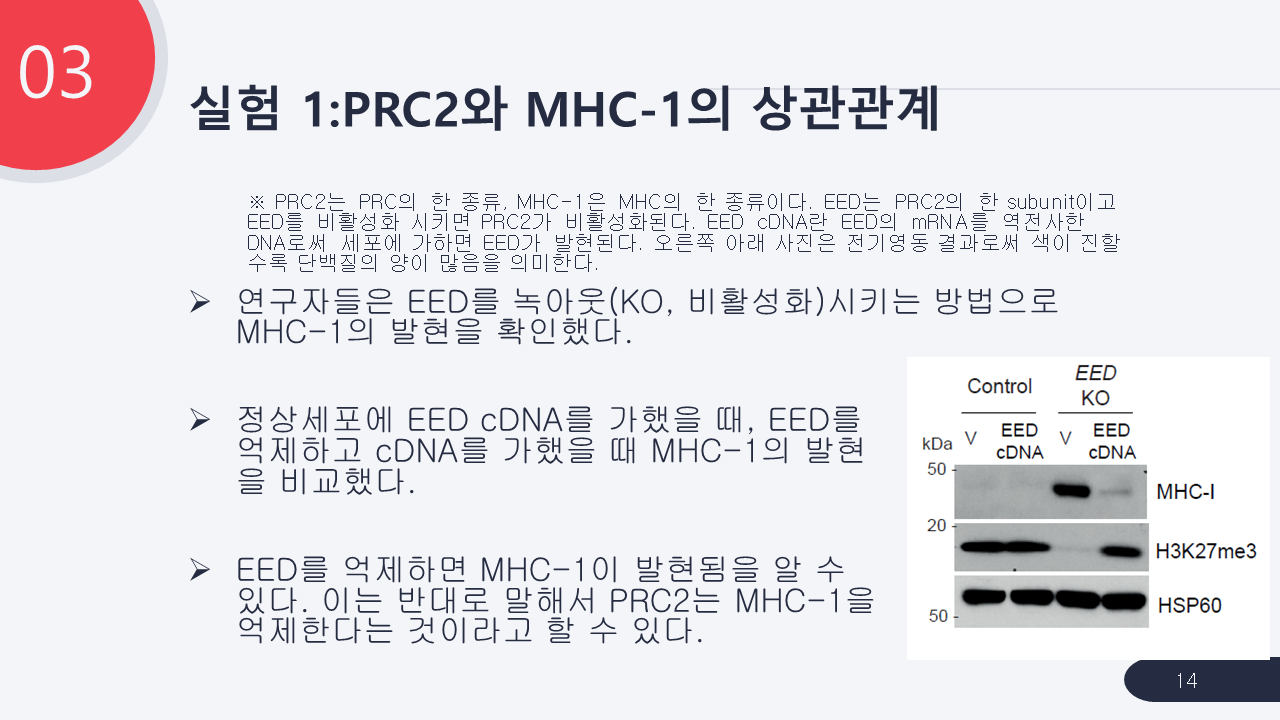 03
실험 1:PRC2와 MHC-1의 상관관계
※ PRC2는 PRC의 한 종류, MHC-1은 MHC의 한 종류이다. EED는 PRC2의 한 subunit이고
EED를 비활성화 시키면 PRC2가 비활성화된다. EED cDNA란 EED의 mRNA를 역전사한
DNA로써 세포에 가하면 EED가 발현된다. 오른쪽 아래 사진은 전기영동 결과로써 색이 진할
수록 단백질의 양이 많음을 의미한다.
➢ 연구자들은 EED를 녹아웃(KO, 비활성화)시키는 방법으로
MHC-1의 발현을 확인했다.
➢ 정상세포에 EED cDNA를 가했을 때, EED를
억제하고 cDNA를 가했을 때 MHC-1의 발현
을 비교했다.
➢ EED를 억제하면 MHC-1이 발현됨을 알 수
있다. 이는 반대로 말해서 PRC2는 MHC-1을
억제한다는 것이라고 할 수 있다.
Control EED
KO
kDa V EED V EED
cDNA cDNA
50 - MHC-I
20 - H3K27me3
HSP60
50 -
14